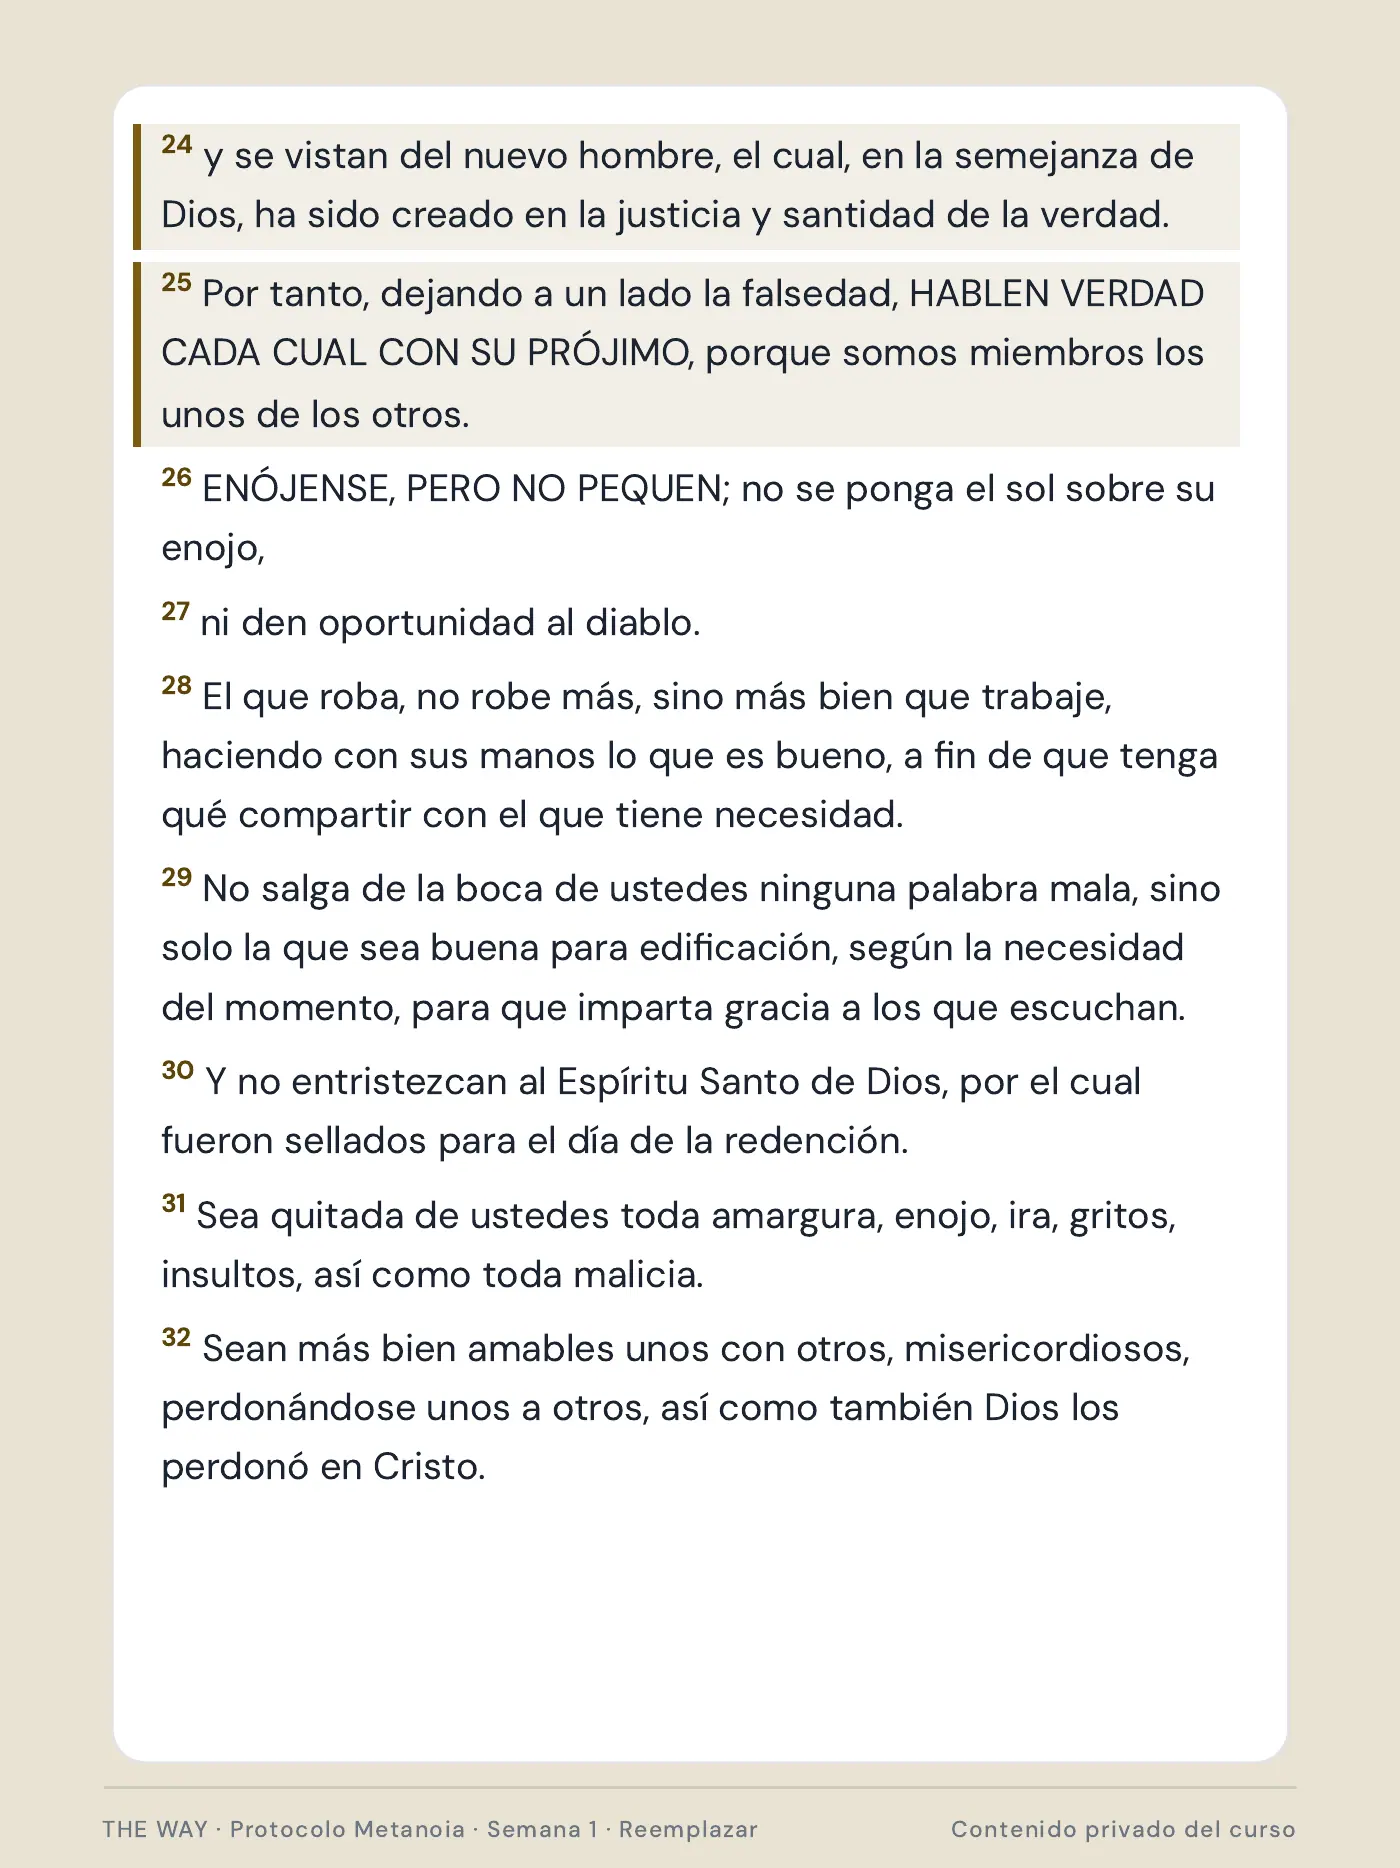 24 y se vistan del nuevo hombre, el cual, en la semejanza de
Dios, ha sido creado en la justicia y santidad de la verdad.
25 Por tanto, dejando a un lado la falsedad, HABLEN VERDAD
CADA CUAL CON SU PRÓJIMO, porque somos miembros los
unos de los otros.
26 ENÓJENSE, PERO NO PEQUEN; no se ponga el sol sobre su
enojo,
27 ni den oportunidad al diablo.
28 El que roba, no robe más, sino más bien que trabaje,
haciendo con sus manos lo que es bueno, a fin de que tenga
qué compartir con el que tiene necesidad.
29 No salga de la boca de ustedes ninguna palabra mala, sino
solo la que sea buena para edificación, según la necesidad
del momento, para que imparta gracia a los que escuchan.
30 Y no entristezcan al Espíritu Santo de Dios, por el cual
fueron sellados para el día de la redención.
31 Sea quitada de ustedes toda amargura, enojo, ira, gritos,
insultos, así como toda malicia.
32 Sean más bien amables unos con otros, misericordiosos,
perdonándose unos a otros, así como también Dios los
perdonó en Cristo.
THE WAY · Protocolo Metanoia · Semana 1 · Reemplazar
Contenido privado del curso